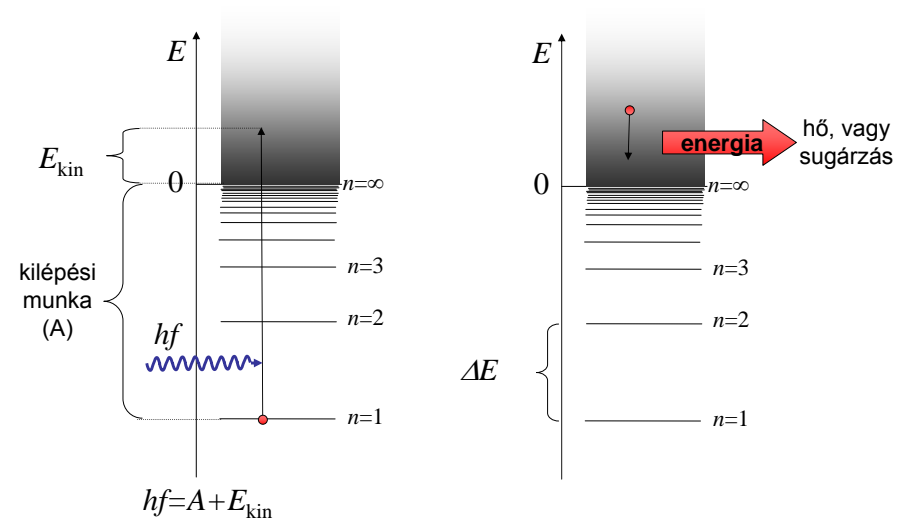 E
E_kin
0
n=∞
n=3
kilépési
munka
(A)
hf
n=2
n=1
hf=A+E_kin
E
energia
hő, vagy
sugárzás
0
n=∞
n=3
n=2
ΔE
n=1